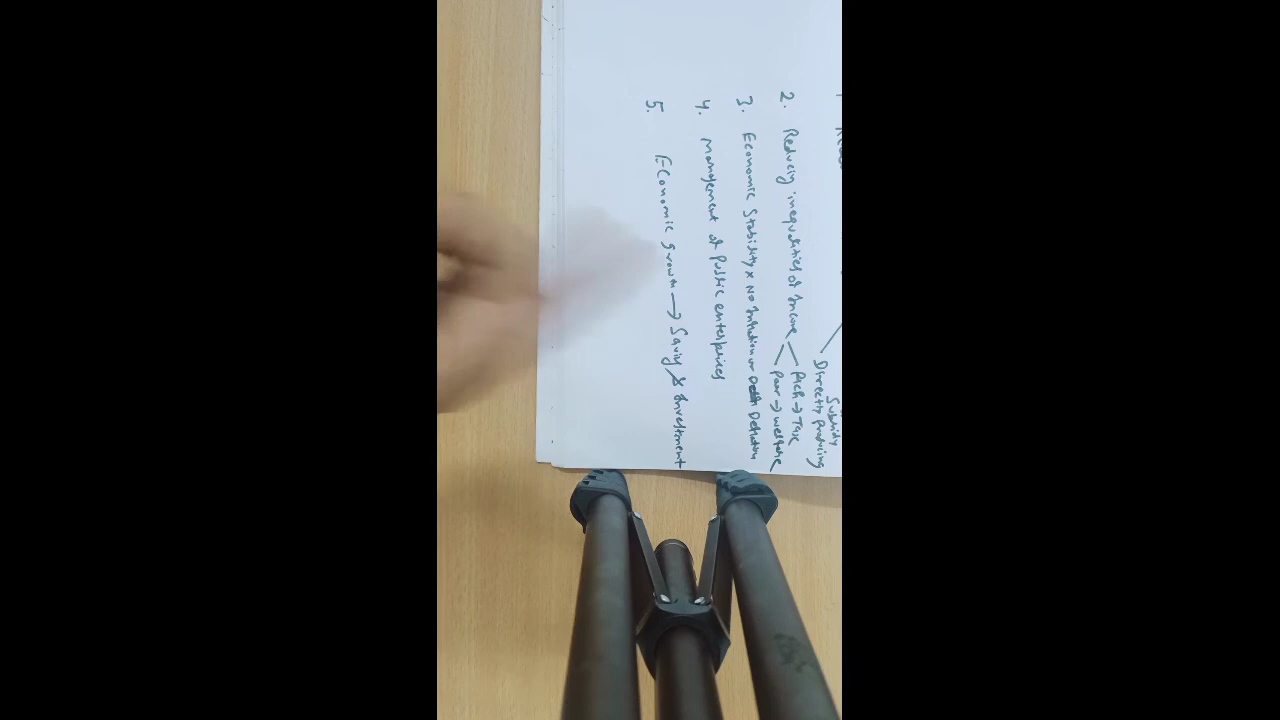 Subsidy
Directly Producing
2. Reducing inequalities of Income
Rich → Tax
Poor → welfare
3. Economic Stability x No Inflation or Deflation
4. Management of Public enterprises
5. Economic Growth → Saving & Investment